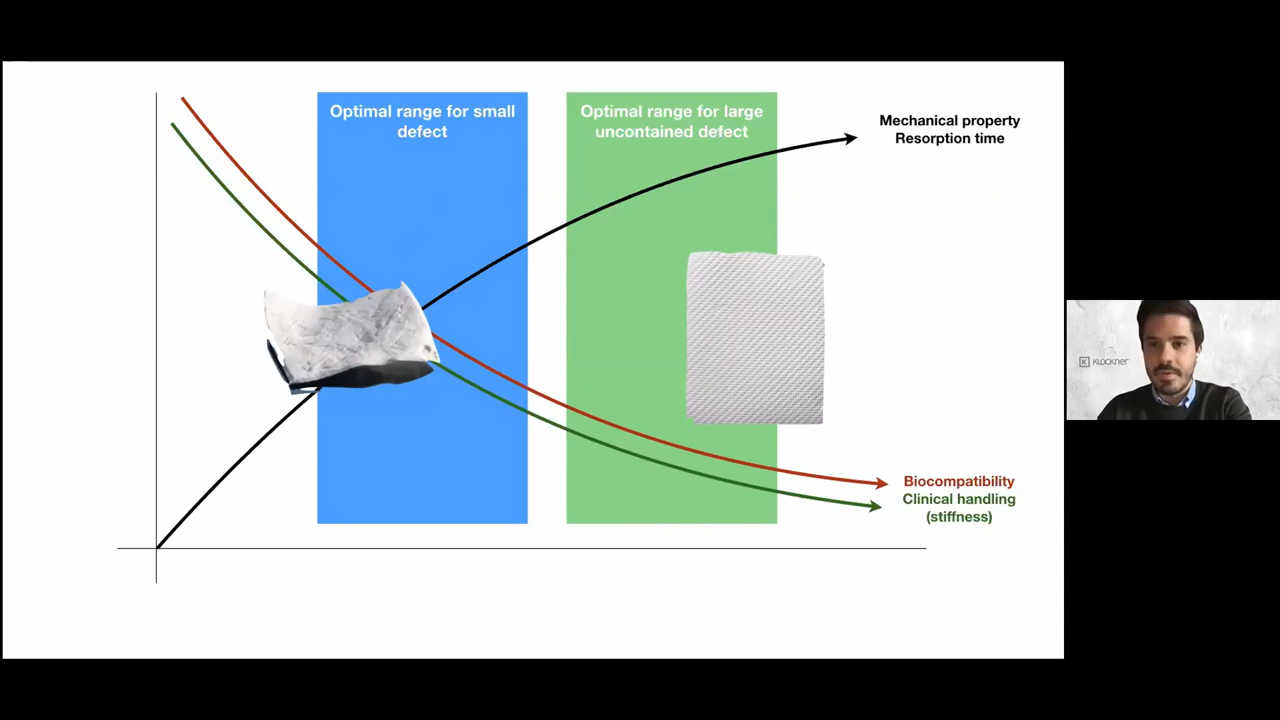 Optimal range for small
defect
Optimal range for large
uncontained defect
Mechanical property
Resorption time
Biocompatibility
Clinical handling
(stiffness)
K KLOCKNER